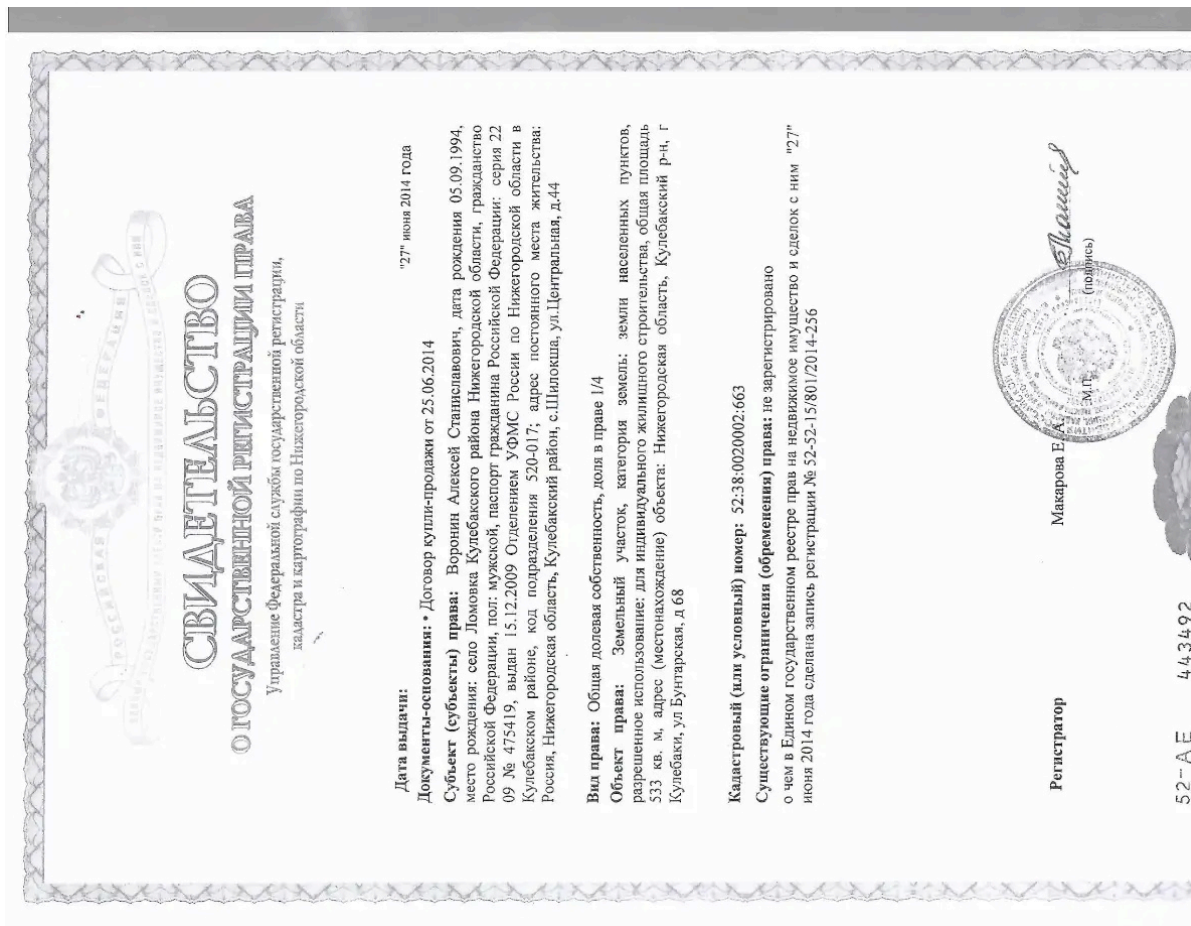 РОССИЙСКАЯ ФЕДЕРАЦИЯ
СВИДЕТЕЛЬСТВО
О ГОСУДАРСТВЕННОЙ РЕГИСТРАЦИИ ПРАВА
Управление Федеральной службы государственной регистрации,
кадастра и картографии по Нижегородской области
Дата выдачи: "27" июня 2014 года
Документы-основания: • Договор купли-продажи от 25.06.2014
Субъект (субъекты) права: Воронин Алексей Станиславович, дата рождения 05.09.1994,
место рождения: село Ломовка Кулебакского района Нижегородской области, гражданство
Российской Федерации, пол: мужской, паспорт гражданина Российской Федерации: серия 22
09 № 475419, выдан 15.12.2009 Отделением УФМС России по Нижегородской области в
Кулебакском районе, код подразделения 520-017; адрес постоянного места жительства:
Россия, Нижегородская область, Кулебакский район, с.Шилокша, ул.Центральная, д.44
Вид права: Общая долевая собственность, доля в праве 1/4
Объект права: Земельный участок, категория земель: земли населенных пунктов,
разрешенное использование: для индивидуального жилищного строительства, общая площадь
533 кв. м, адрес (местонахождение) объекта: Нижегородская область, Кулебакский р-н, г
Кулебаки, ул Бунтарская, д 68
Кадастровый (или условный) номер: 52:38:0020002:663
Существующие ограничения (обременения) права: не зарегистрировано
о чем в Едином государственном реестре прав на недвижимое имущество и сделок с ним "27"
июня 2014 года сделана запись регистрации № 52-52-15/801/2014-256
Регистратор Макарова Е. А.
М.П. (подпись)
52-АЕ 443492